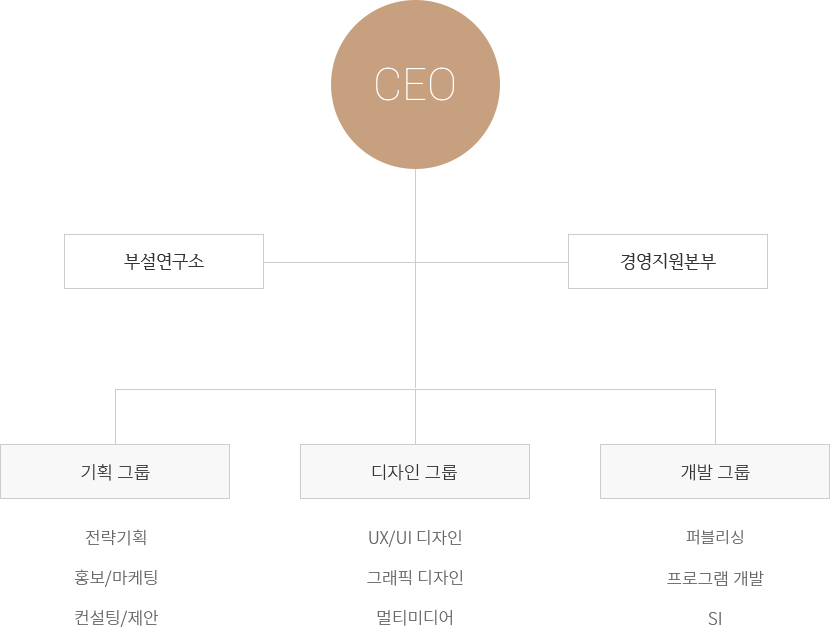 CEO
부설연구소
경영지원본부
기획 그룹
디자인 그룹
개발 그룹
전략기획
UX/UI 디자인
퍼블리싱
홍보/마케팅
그래픽 디자인
프로그램 개발
컨설팅/제안
멀티미디어
SI